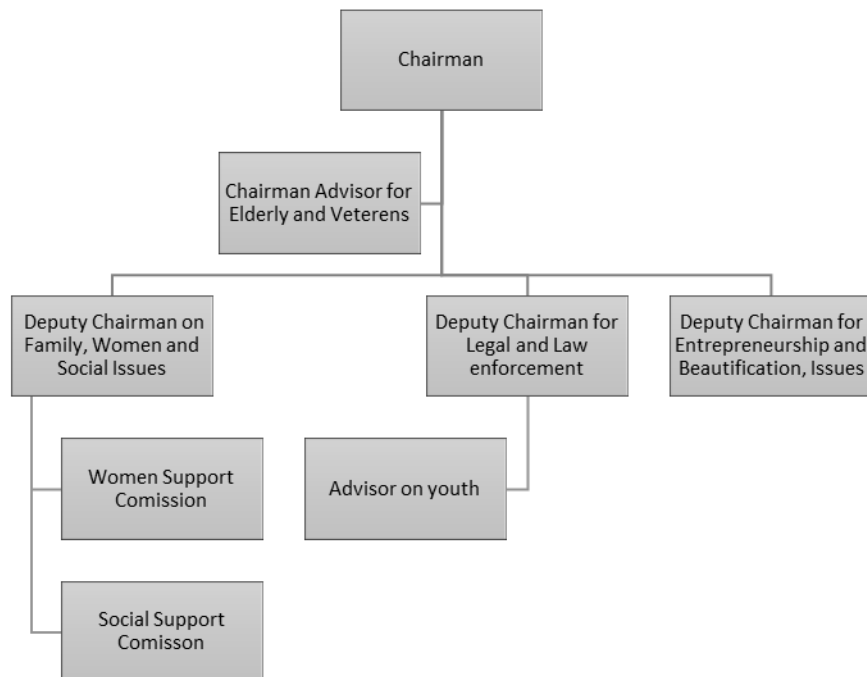 Chairman
Chairman Advisor for
Elderly and Veterens
Deputy Chairman on
Family, Women and
Social Issues
Deputy Chairman for
Legal and Law
enforcement
Deputy Chairman for
Entrepreneurship and
Beautification, Issues
Women Support
Comission
Advisor on youth
Social Support
Comisson